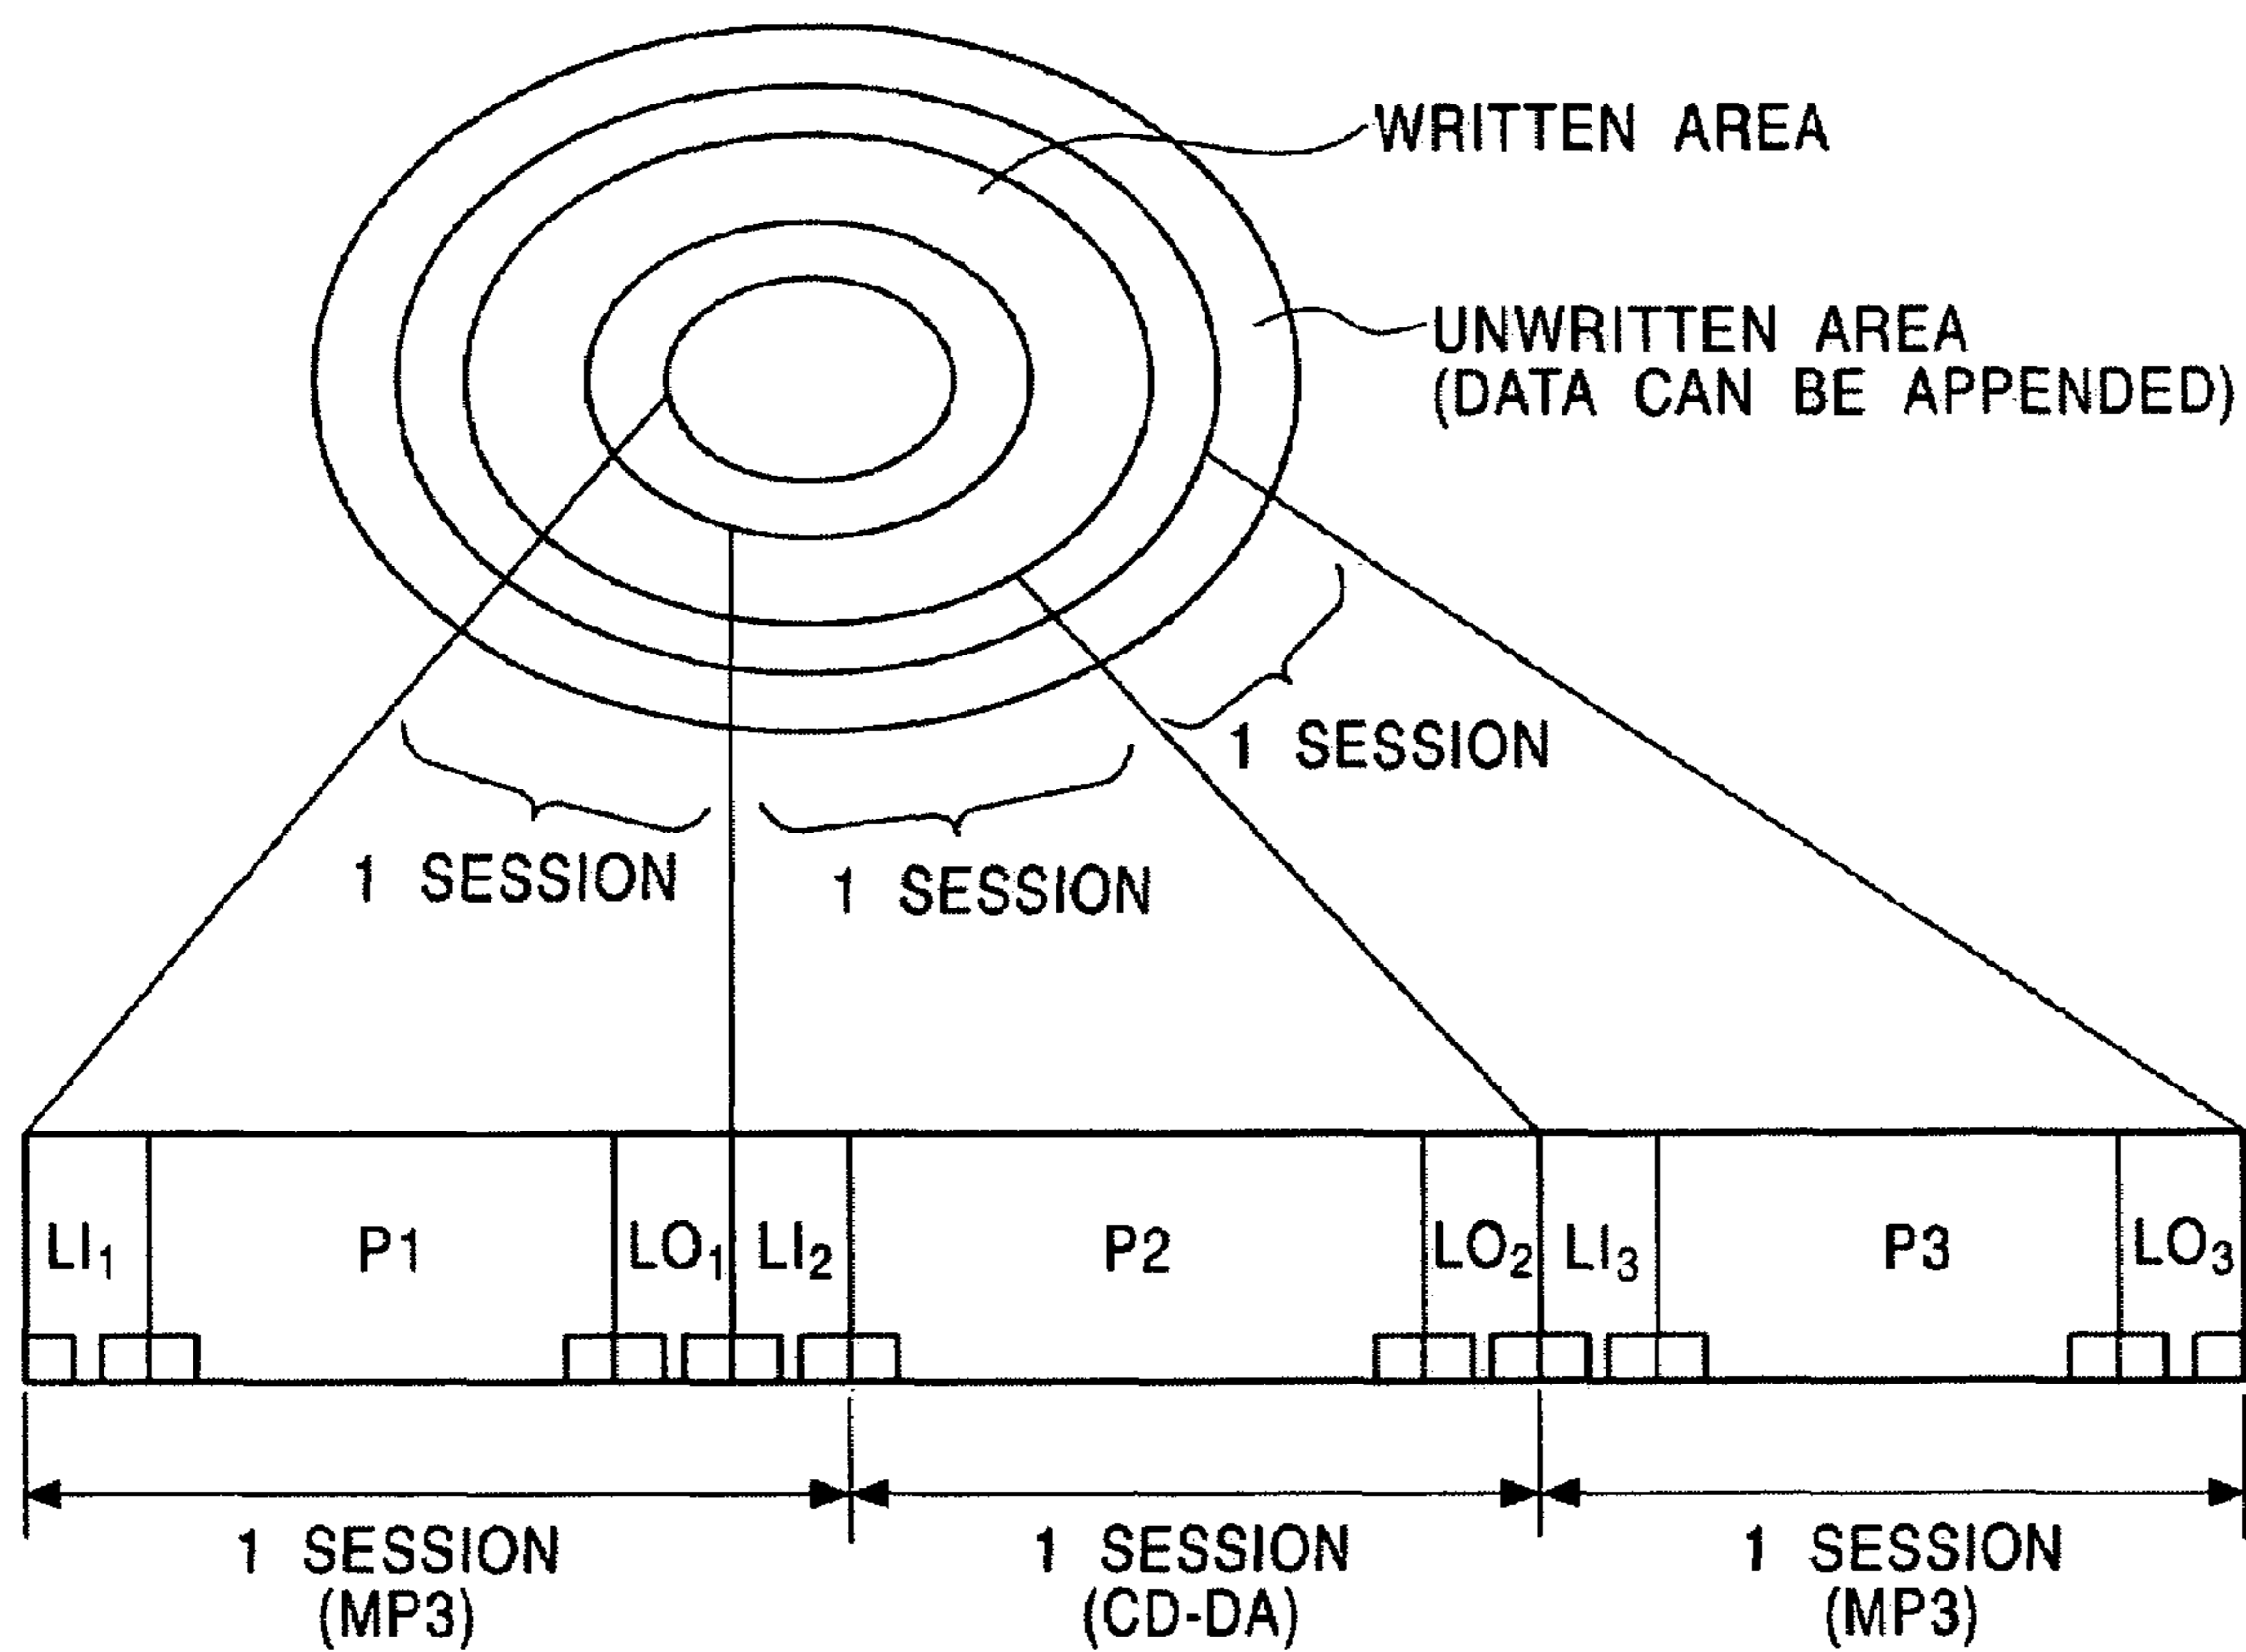 WRITTEN AREA
UNWRITTEN AREA
(DATA CAN BE APPENDED)
1 SESSION
1 SESSION
1 SESSION
LI1 P1 LO1 LI2 P2 LO2 LI3 P3 LO3
1 SESSION
(MP3)
1 SESSION
(CD-DA)
1 SESSION
(MP3)